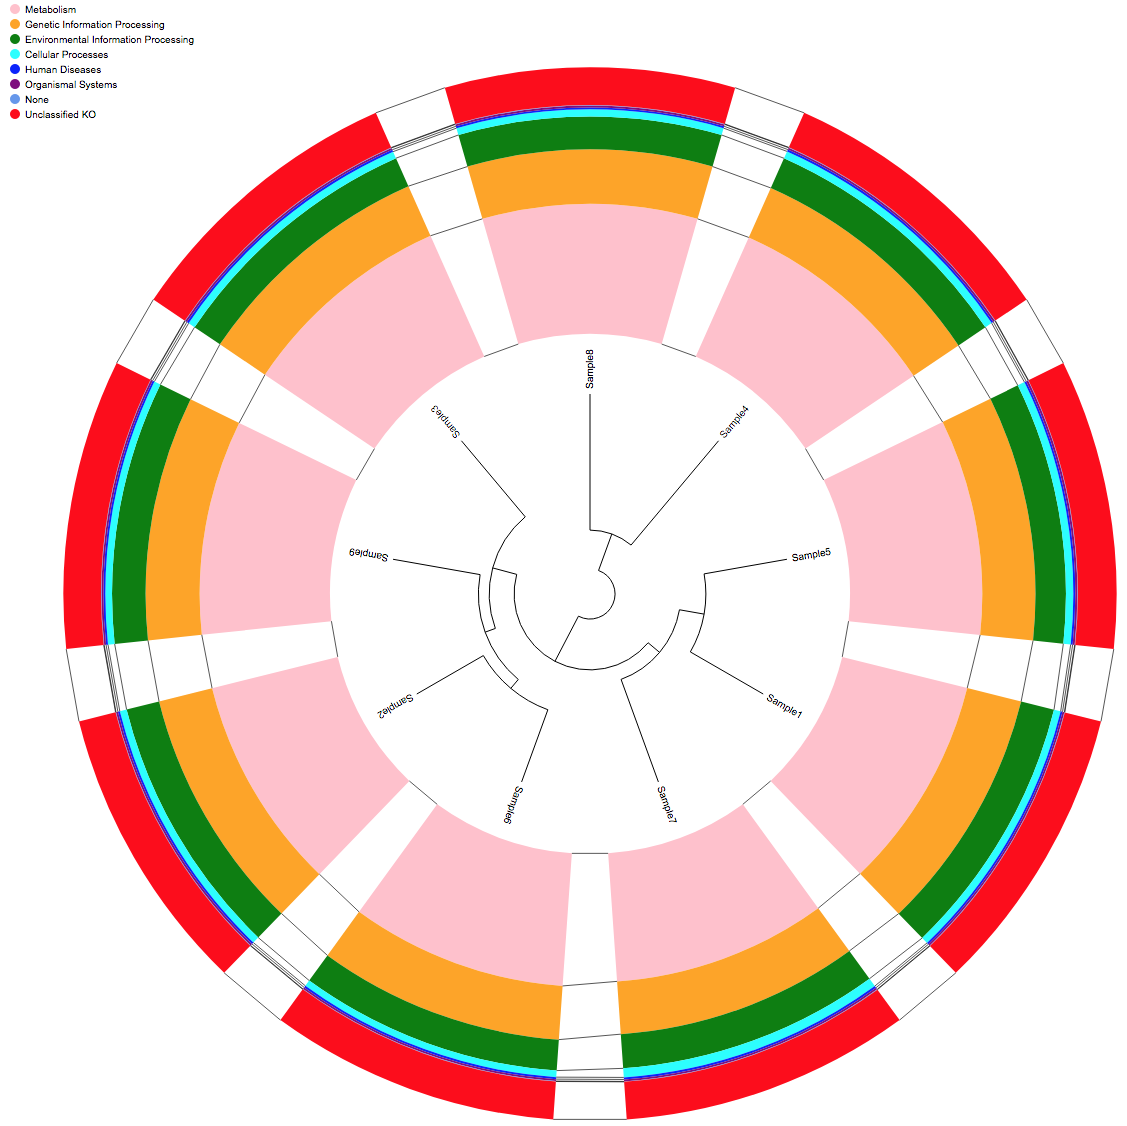 Metabolism
Genetic Information Processing
Environmental Information Processing
Cellular Processes
Human Diseases
Organismal Systems
None
Unclassified KO
Sample8
Sample4
Sample3
Sample5
Sample9
Sample1
Sample2
Sample7
Sample6